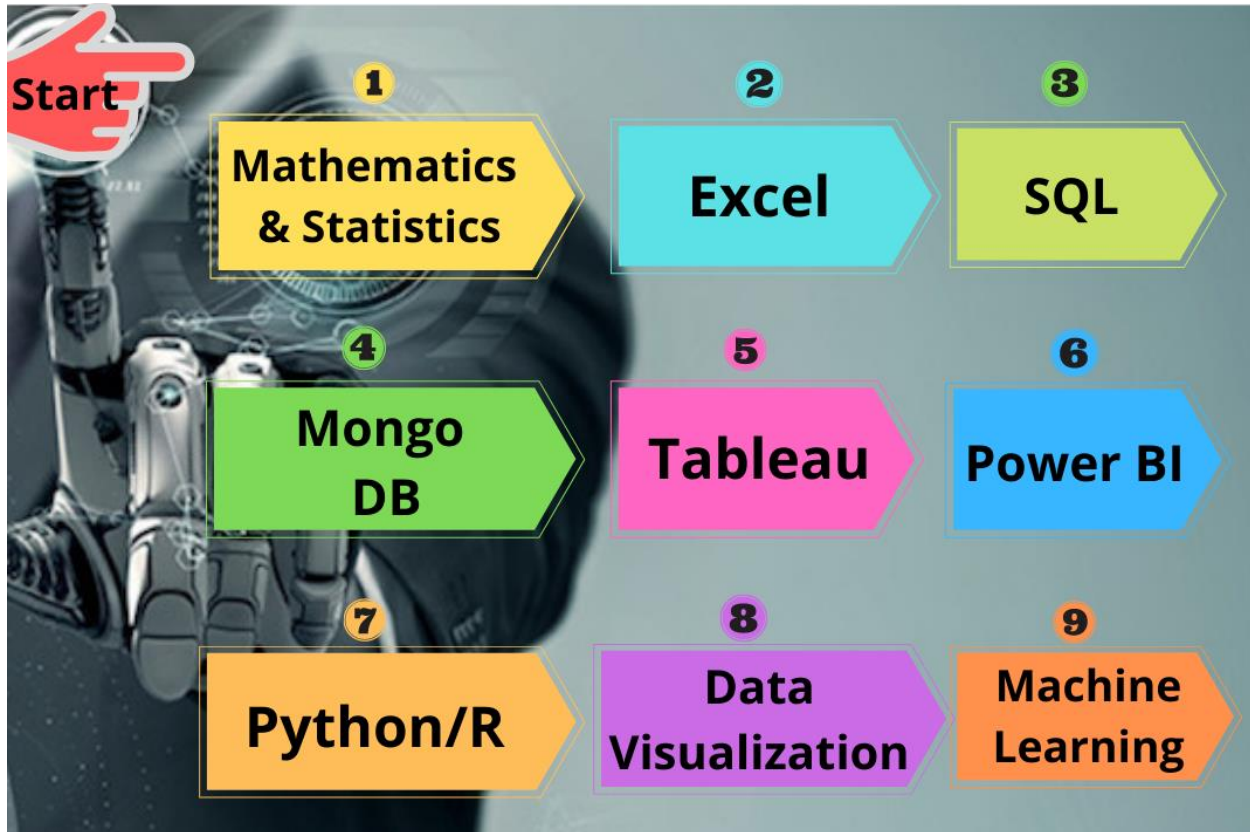 Start
1
2
3
Mathematics
& Statistics
Excel
SQL
4
5
6
Mongo
DB
Tableau
Power BI
7
8
9
Python/R
Data
Visualization
Machine
Learning